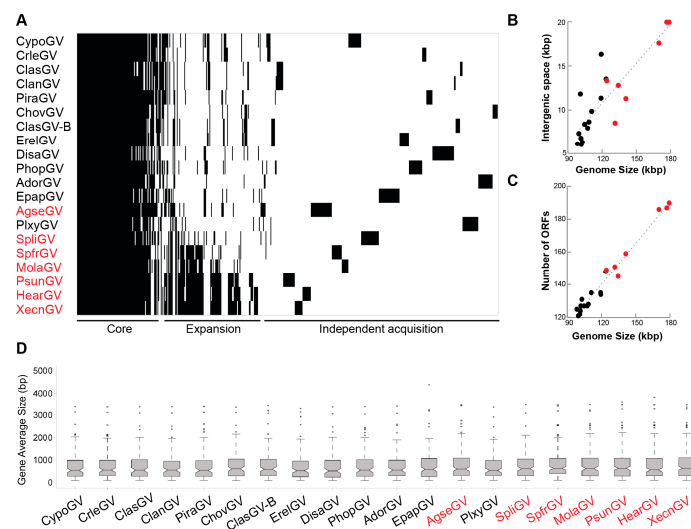 A
CypoGV
CrleGV
ClasGV
ClanGV
PiraGV
ChovGV
ClasGV-B
ErelGV
DisaGV
PhopGV
AdorGV
EpapGV
AgseGV
PlxyGV
SpliGV
SpfrGV
MolaGV
PsunGV
HearGV
XecnGV
Core Expansion Independent acquisition
B
Intergenic space (kbp)
20
15
10
5
90 120 150 180
Genome Size (kbp)
C
Number of ORFs
200
180
160
140
120
90 120 150 180
Genome Size (kbp)
D
Gene Average Size (bp)
5000
4000
3000
2000
1000
0
CypoGV CrleGV ClasGV ClanGV PiraGV ChovGV ClasGV-B ErelGV DisaGV PhopGV AdorGV EpapGV AgseGV PlxyGV SpliGV SpfrGV MolaGV PsunGV HearGV XecnGV